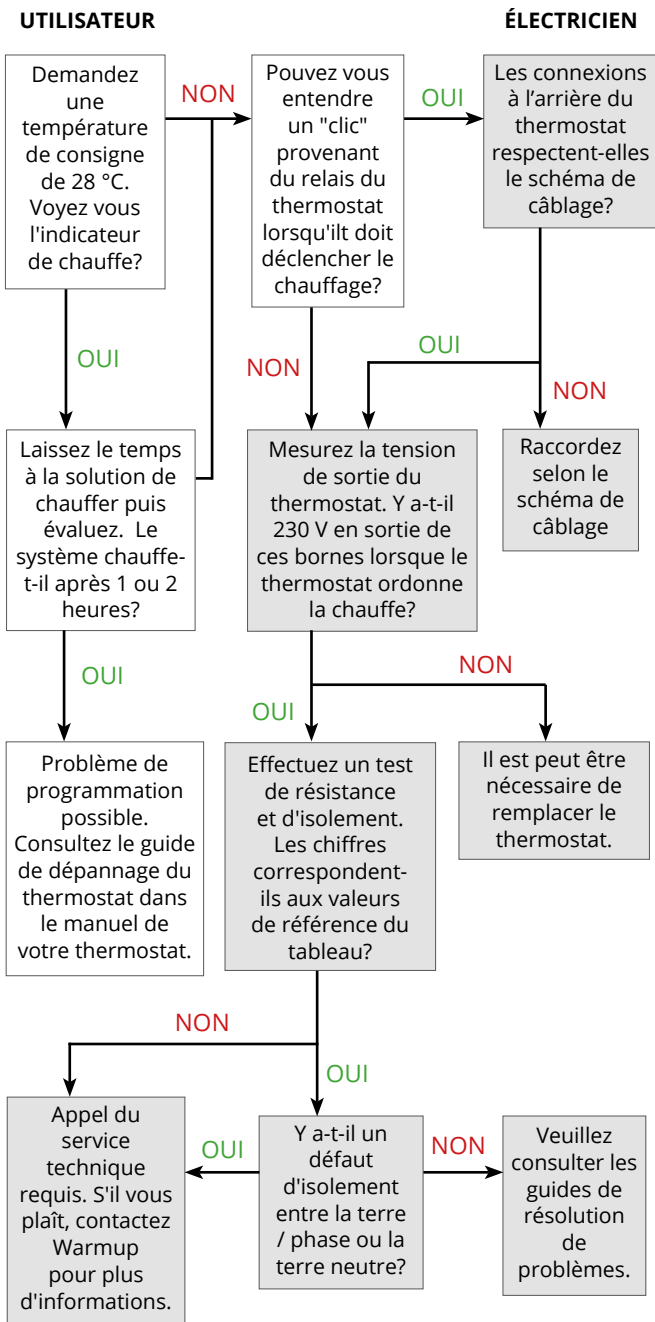 UTILISATEUR
ÉLECTRICIEN
Demandez
une
température
de consigne
de 28 °C.
Voyez vous
l'indicateur
de chauffe?
NON
Pouvez vous
entendre
un "clic"
provenant
du relais du
thermostat
lorsqu'ilt doit
déclencher le
chauffage?
OUI
Les connexions
à l’arrière du
thermostat
respectent-elles
le schéma de
câblage?
OUI
NON
OUI
NON
Laissez le temps
à la solution de
chauffer puis
évaluez. Le
système chauffe-
t-il après 1 ou 2
heures?
Mesurez la tension
de sortie du
thermostat. Y a-t-il
230 V en sortie de
ces bornes lorsque le
thermostat ordonne
la chauffe?
Raccordez
selon le
schéma de
câblage
OUI
OUI
NON
Problème de
programmation
possible.
Consultez le guide
de dépannage du
thermostat dans
le manuel de
votre thermostat.
Effectuez un test
de résistance
et d'isolement.
Les chiffres
correspondent-
ils aux valeurs
de référence du
tableau?
Il est peut être
nécessaire de
remplacer le
thermostat.
NON
OUI
Appel du
service
technique
requis. S'il vous
plaît, contactez
Warmup
pour plus
d'informations.
OUI
Y a-t-il un
défaut
d'isolement
entre la terre
/ phase ou la
terre neutre?
NON
Veuillez
consulter les
guides de
résolution
de
problèmes.